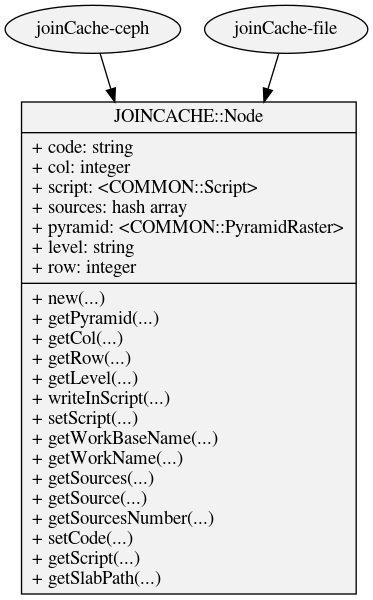 joinCache-ceph
joinCache-file
JOINCACHE::Node
+ code: string
+ col: integer
+ script: <COMMON::Script>
+ sources: hash array
+ pyramid: <COMMON::PyramidRaster>
+ level: string
+ row: integer
+ new(...)
+ getPyramid(...)
+ getCol(...)
+ getRow(...)
+ getLevel(...)
+ writeInScript(...)
+ setScript(...)
+ getWorkBaseName(...)
+ getWorkName(...)
+ getSources(...)
+ getSource(...)
+ getSourcesNumber(...)
+ setCode(...)
+ getScript(...)
+ getSlabPath(...)